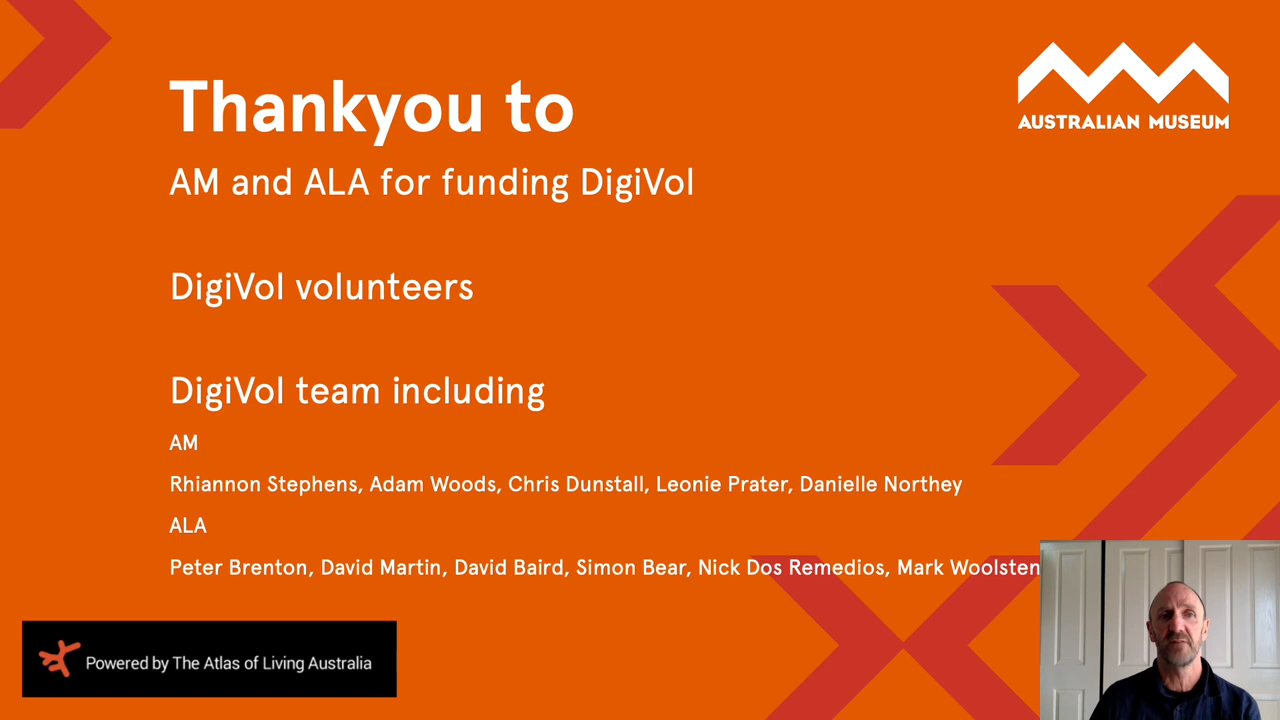 Thankyou to
AUSTRALIAN MUSEUM
AM and ALA for funding DigiVol
DigiVol volunteers
DigiVol team including
AM
Rhiannon Stephens, Adam Woods, Chris Dunstall, Leonie Prater, Danielle Northey
ALA
Peter Brenton, David Martin, David Baird, Simon Bear, Nick Dos Remedios, Mark
Powered by The Atlas of Living Australia